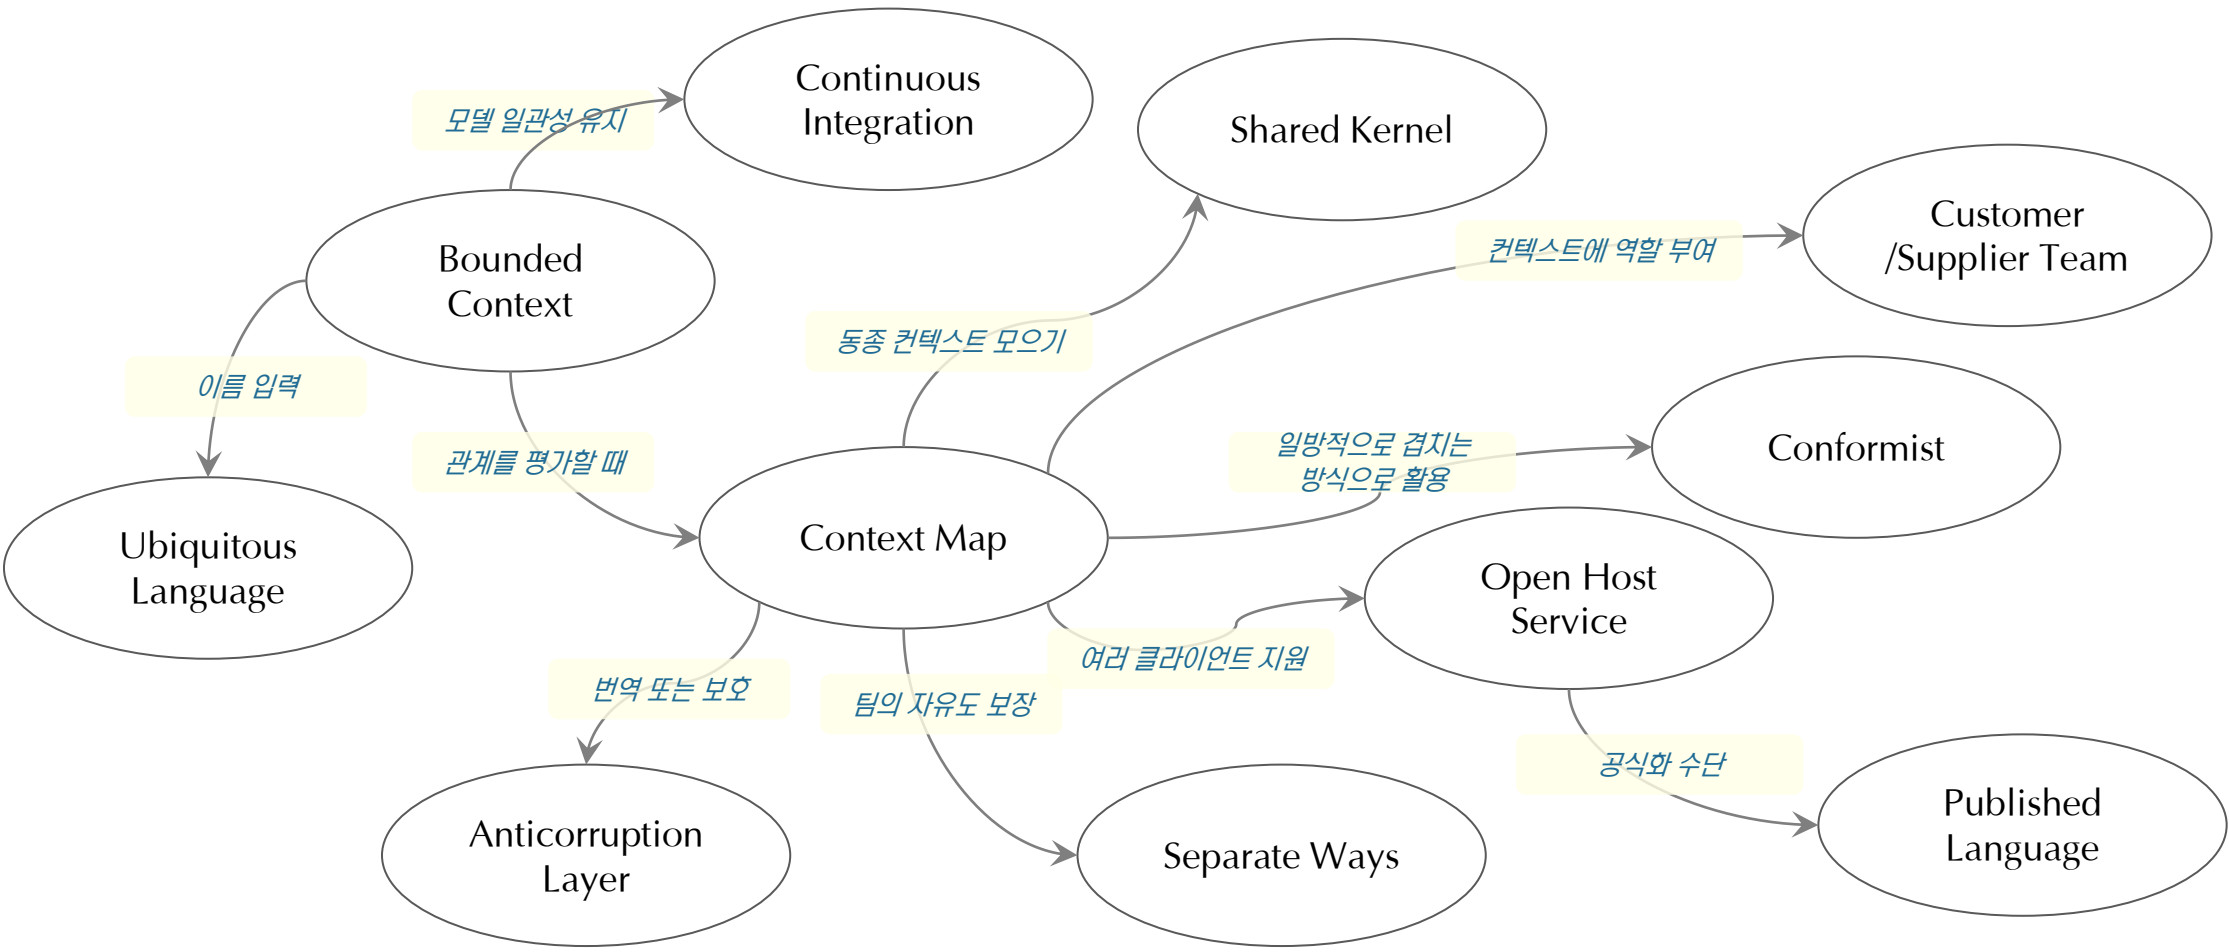 Continuous
Integration
모델 일관성 유지
Shared Kernel
Customer
/Supplier Team
컨텍스트에 역할 부여
Bounded
Context
동종 컨텍스트 모으기
이름 입력
관계를 평가할 때
일방적으로 겹치는
방식으로 활용
Conformist
Context Map
Ubiquitous
Language
Open Host
Service
여러 클라이언트 지원
번역 또는 보호
팀의 자유도 보장
공식화 수단
Anticorruption
Layer
Separate Ways
Published
Language